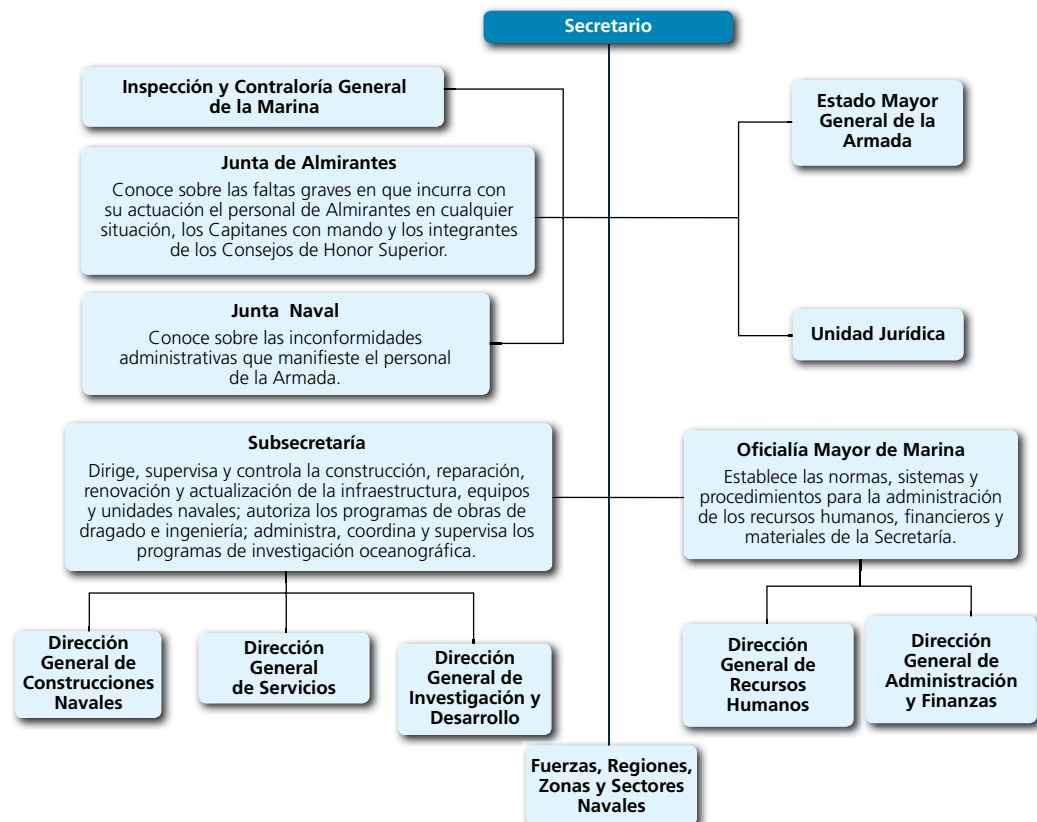 Secretario
Inspección y Contraloría General
de la Marina
Estado Mayor
General de la
Armada
Junta de Almirantes
Conoce sobre las faltas graves en que incurra con
su actuación el personal de Almirantes en cualquier
situación, los Capitanes con mando y los integrantes
de los Consejos de Honor Superior.
Junta Naval
Conoce sobre las inconformidades
administrativas que manifieste el personal
de la Armada.
Unidad Jurídica
Subsecretaría
Dirige, supervisa y controla la construcción, reparación,
renovación y actualización de la infraestructura, equipos
y unidades navales; autoriza los programas de obras de
dragado e ingeniería; administra, coordina y supervisa los
programas de investigación oceanográfica.
Oficialía Mayor de Marina
Establece las normas, sistemas y
procedimientos para la administración
de los recursos humanos, financieros y
materiales de la Secretaría.
Dirección
General de
Construcciones
Navales
Dirección
General
de Servicios
Dirección
General de
Investigación y
Desarrollo
Dirección
General de
Recursos
Humanos
Dirección
General de
Administración
y Finanzas
Fuerzas, Regiones,
Zonas y Sectores
Navales